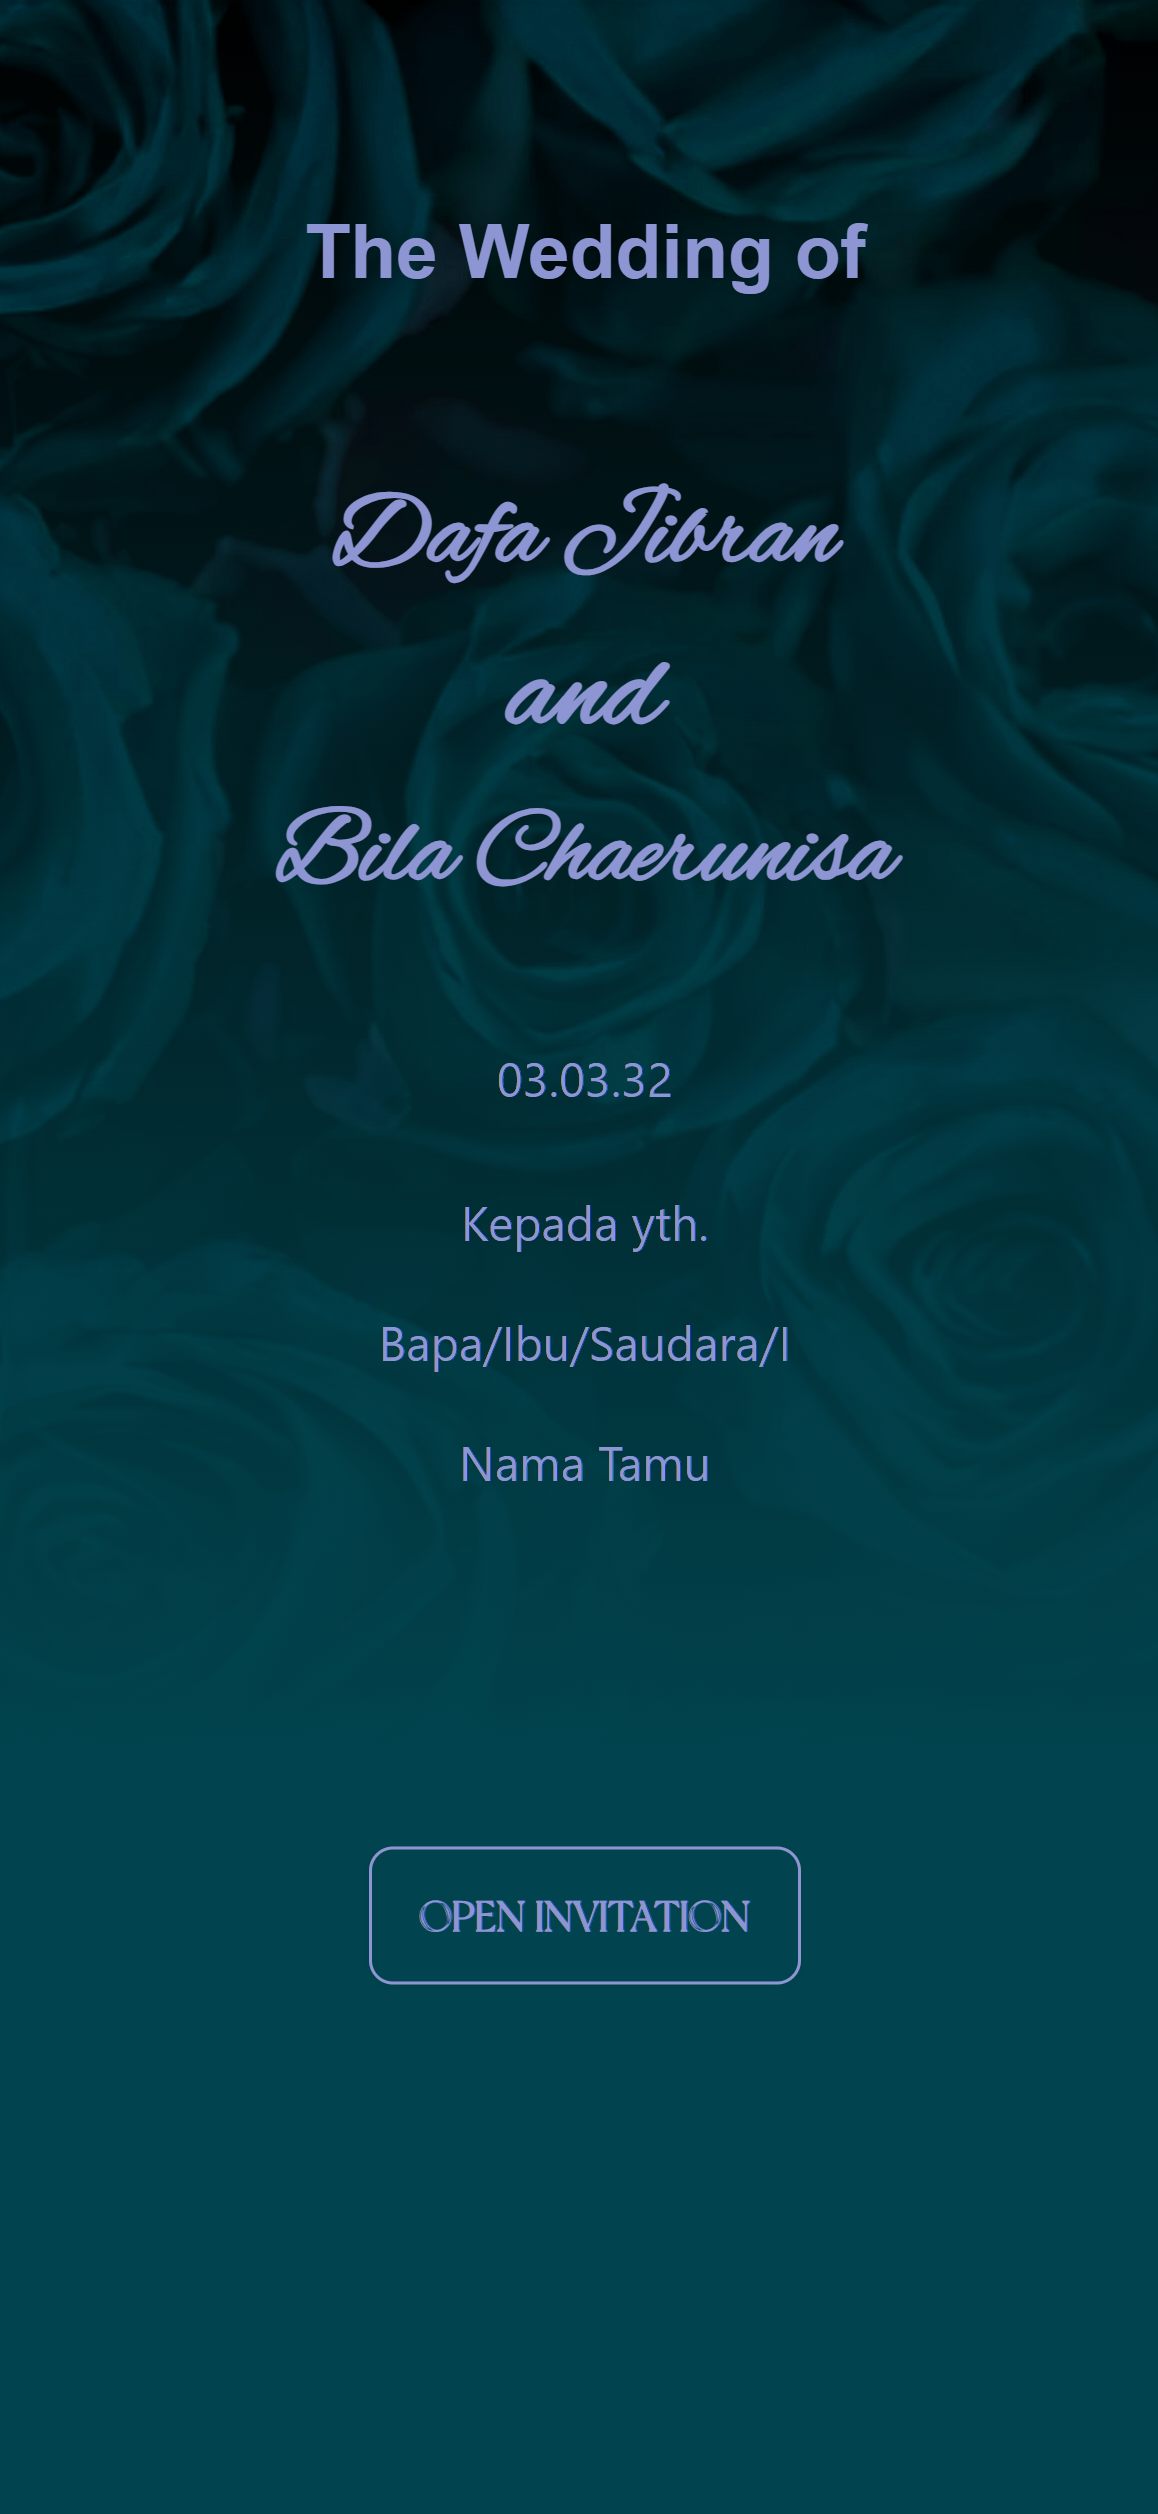 The Wedding of
Dafa Jibran
and
Bila Chaerunisa
03.03.32
Kepada yth.
Bapa/Ibu/Saudara/I
Nama Tamu
OPEN INVITATION